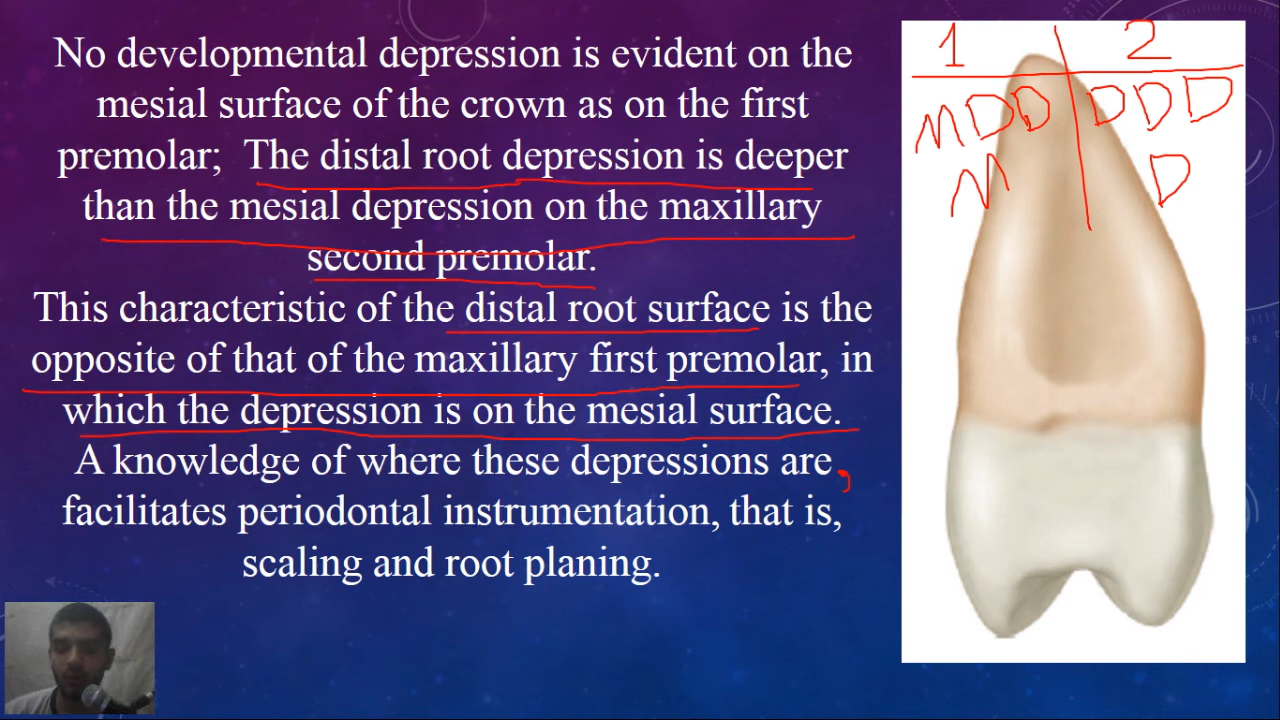 No developmental depression is evident on the
mesial surface of the crown as on the first
premolar; The distal root depression is deeper
than the mesial depression on the maxillary
second premolar.
This characteristic of the distal root surface is the
opposite of that of the maxillary first premolar, in
which the depression is on the mesial surface.
A knowledge of where these depressions are,
facilitates periodontal instrumentation, that is,
scaling and root planing.
1 2
MDD DDD
M D